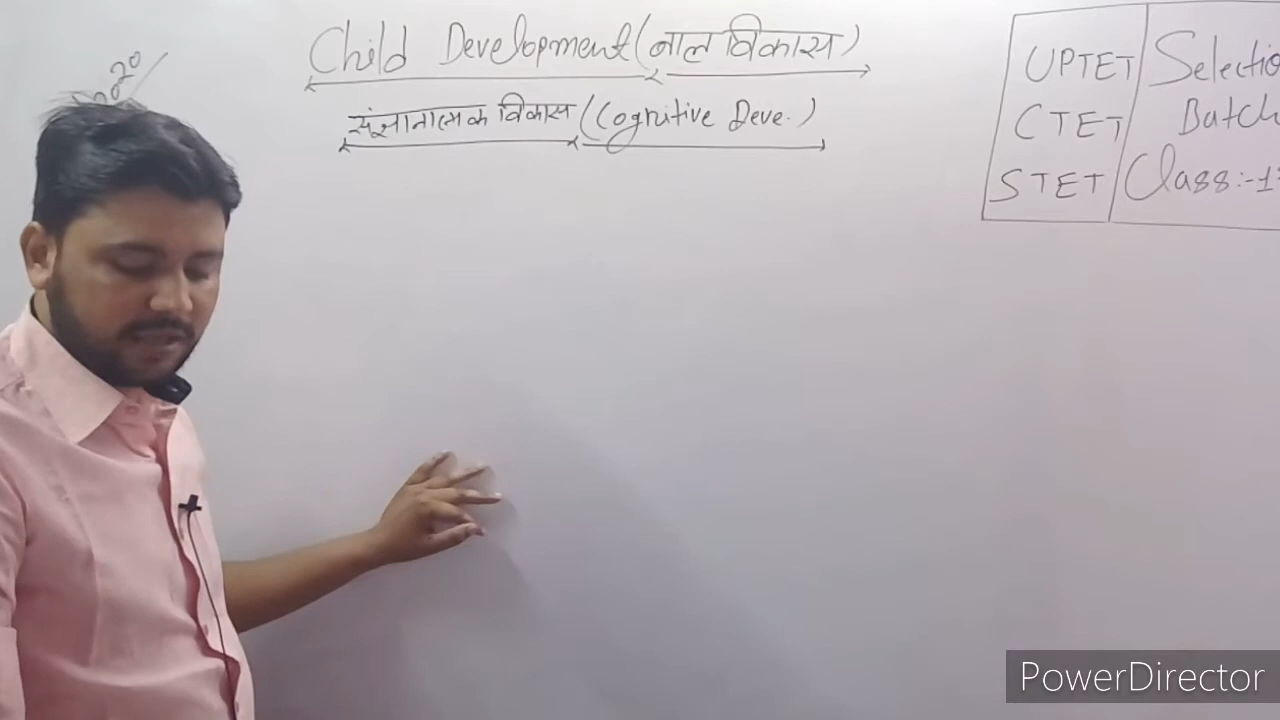 Child Development (बाल विकास)
संज्ञानात्मक विकास (Cognitive Deve.)
UPTET Selectio
CTET Batch
STET Class:-1
PowerDirector